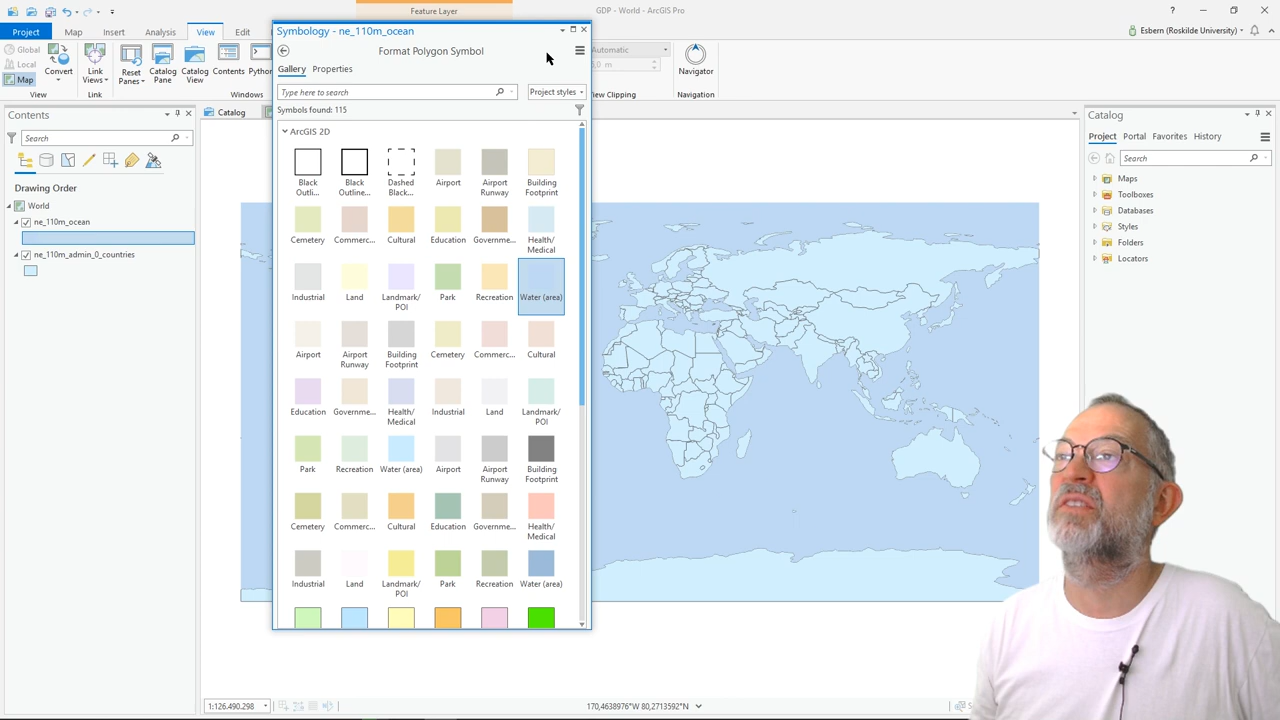 Feature Layer
GDP - World - ArcGIS Pro
Project
Map
Insert
Analysis
View
Edit
Esbern (Roskilde University)
Global
Local
Map
Convert
Link
Views
Reset
Panes
Catalog
Pane
Catalog
View
Contents
Python
Automatic
Navigator
View
Link
Windows
View Clipping
Navigation
Contents
Search
Drawing Order
World
ne_110m_ocean
ne_110m_admin_0_countries
Catalog
Symbology - ne_110m_ocean
Format Polygon Symbol
Gallery
Properties
Type here to search
Project styles
Symbols found: 115
ArcGIS 2D
Black
Outli...
Black
Outline...
Dashed
Black...
Airport
Airport
Runway
Building
Footprint
Cemetery
Commerc...
Cultural
Education
Governme...
Health/
Medical
Industrial
Land
Landmark/
POI
Park
Recreation
Water (area)
Airport
Airport
Runway
Building
Footprint
Cemetery
Commerc...
Cultural
Education
Governme...
Health/
Medical
Industrial
Land
Landmark/
POI
Park
Recreation
Water (area)
Airport
Airport
Runway
Building
Footprint
Cemetery
Commerc...
Cultural
Education
Governme...
Health/
Medical
Industrial
Land
Landmark/
POI
Park
Recreation
Water (area)
Catalog
Project
Portal
Favorites
History
Search
Maps
Toolboxes
Databases
Styles
Folders
Locators
1:126.490.298
170,4638976°W 80,2713592°N